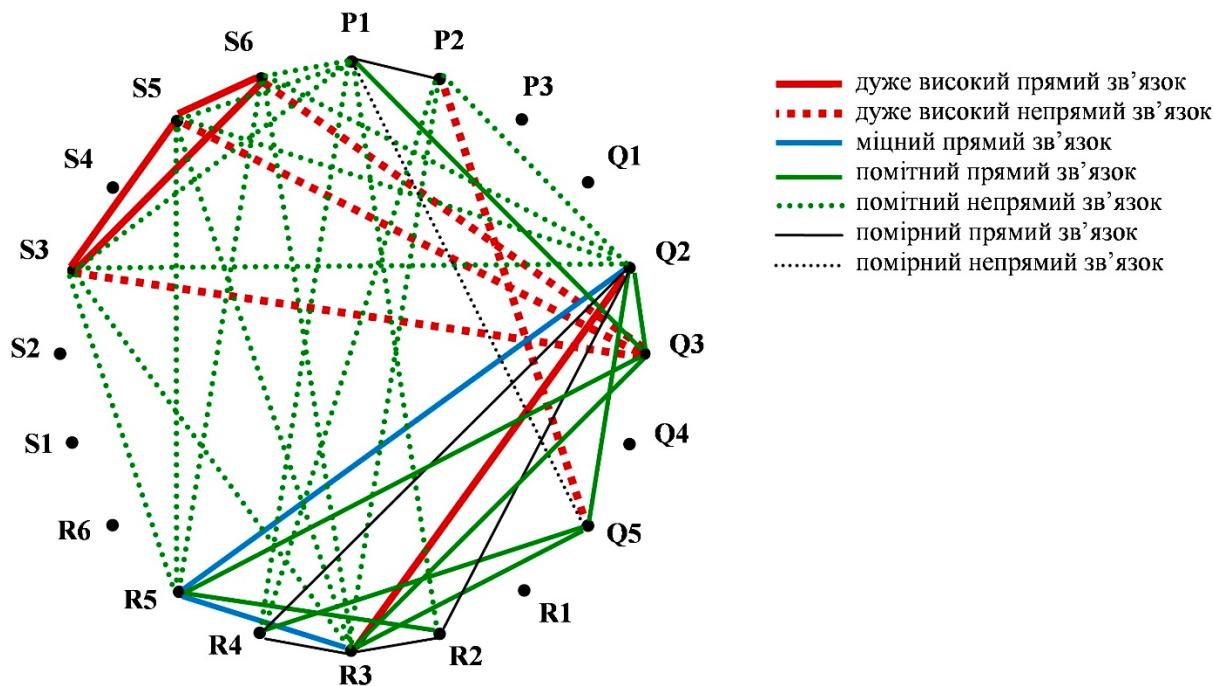 P1
P2
P3
Q1
Q2
Q3
Q4
Q5
R1
R2
R3
R4
R5
R6
S1
S2
S3
S4
S5
S6
дуже високий прямий зв’язок
дуже високий непрямий зв’язок
міцний прямий зв’язок
помітний прямий зв’язок
помітний непрямий зв’язок
помірний прямий зв’язок
помірний непрямий зв’язок